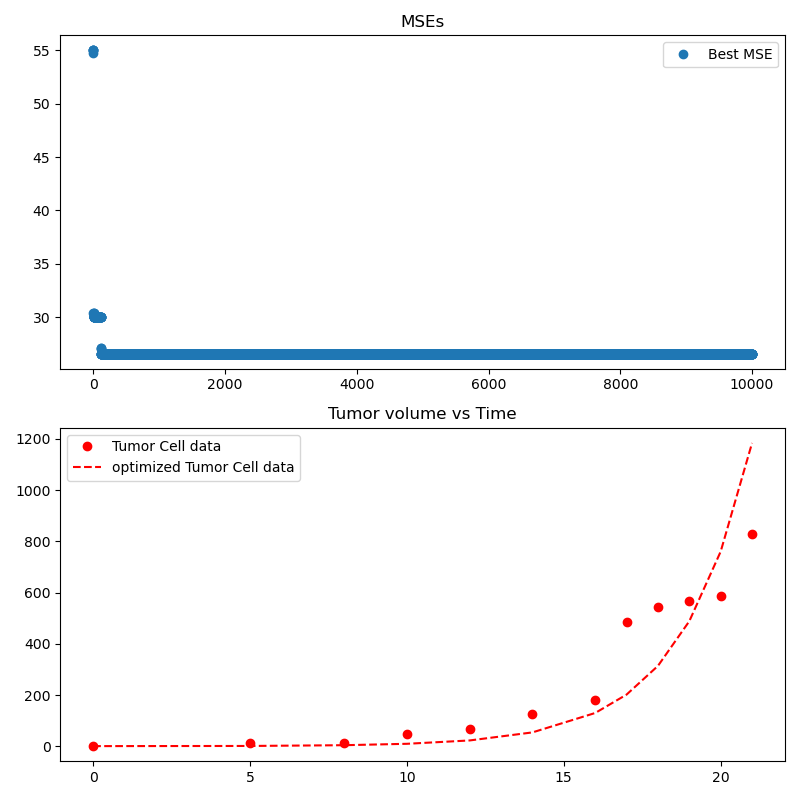 MSEs
55
50
45
40
35
30
Best MSE
0 2000 4000 6000 8000 10000
Tumor volume vs Time
1200
1000
800
600
400
200
0
Tumor Cell data
optimized Tumor Cell data
0 5 10 15 20